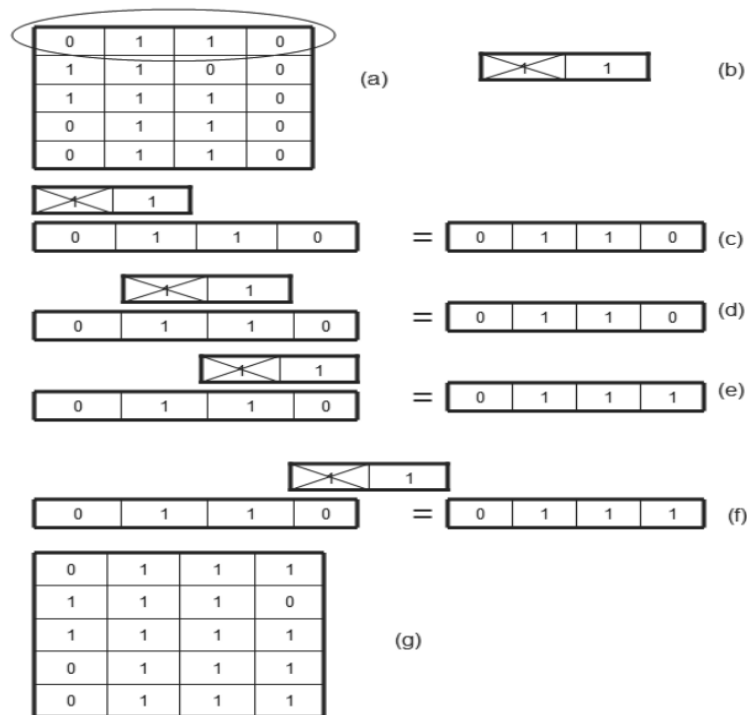 0 1 1 0
1 1 0 0
1 1 1 0
0 1 1 0
0 1 1 0
(a)
1 1
(b)
1 1
0 1 1 0 = 0 1 1 0 (c)
1 1
0 1 1 0 = 0 1 1 0 (d)
1 1
0 1 1 0 = 0 1 1 1 (e)
1 1
0 1 1 0 = 0 1 1 1 (f)
0 1 1 1
1 1 1 0
1 1 1 1
0 1 1 1
0 1 1 1
(g)